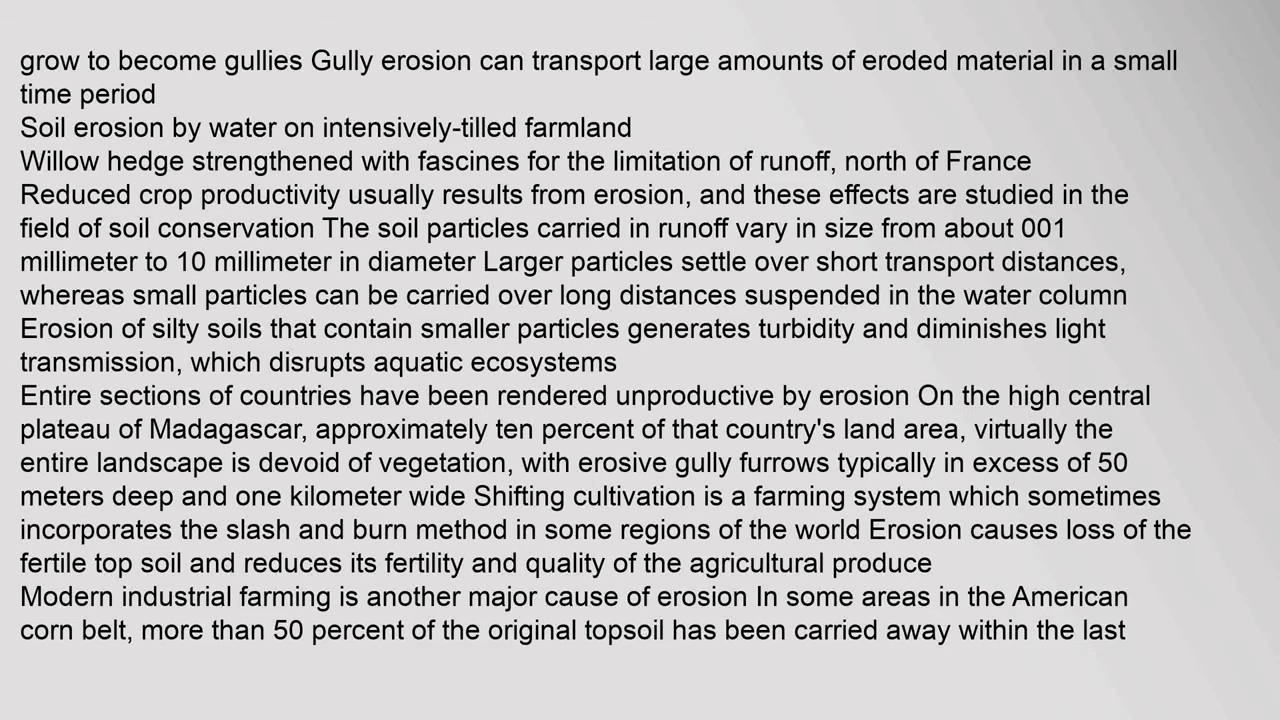 grow to become gullies Gully erosion can transport large amounts of eroded material in a small
time period
Soil erosion by water on intensively-tilled farmland
Willow hedge strengthened with fascines for the limitation of runoff, north of France
Reduced crop productivity usually results from erosion, and these effects are studied in the
field of soil conservation The soil particles carried in runoff vary in size from about 001
millimeter to 10 millimeter in diameter Larger particles settle over short transport distances,
whereas small particles can be carried over long distances suspended in the water column
Erosion of silty soils that contain smaller particles generates turbidity and diminishes light
transmission, which disrupts aquatic ecosystems
Entire sections of countries have been rendered unproductive by erosion On the high central
plateau of Madagascar, approximately ten percent of that country's land area, virtually the
entire landscape is devoid of vegetation, with erosive gully furrows typically in excess of 50
meters deep and one kilometer wide Shifting cultivation is a farming system which sometimes
incorporates the slash and burn method in some regions of the world Erosion causes loss of the
fertile top soil and reduces its fertility and quality of the agricultural produce
Modern industrial farming is another major cause of erosion In some areas in the American
corn belt, more than 50 percent of the original topsoil has been carried away within the last